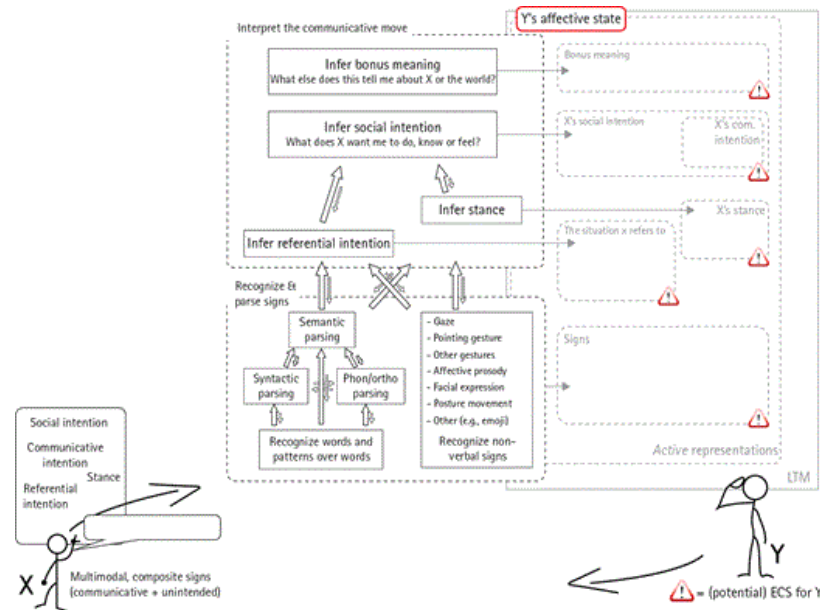 Y's affective state
Interpret the communicative move
Infer bonus meaning
What else does this tell me about X or the world?
Bonus meaning
Infer social intention
What does X want me to do, know or feel?
X's social intention
X's com.
intention
Infer stance
X's stance
Infer referential intention
The situation x refers to
Recognize &
parse signs
Semantic
parsing
Syntactic
parsing
Phon/ortho
parsing
Recognize words and
patterns over words
- Gaze
- Pointing gesture
- Other gestures
- Affective prosody
- Facial expression
- Posture movement
- Other (e.g., emoji)
Recognize non-
verbal signs
Signs
Active representations
LTM
Social intention
Communicative
intention
Stance
Referential
intention
X
Multimodal, composite signs
(communicative + unintended)
Y
= (potential) ECS for Y